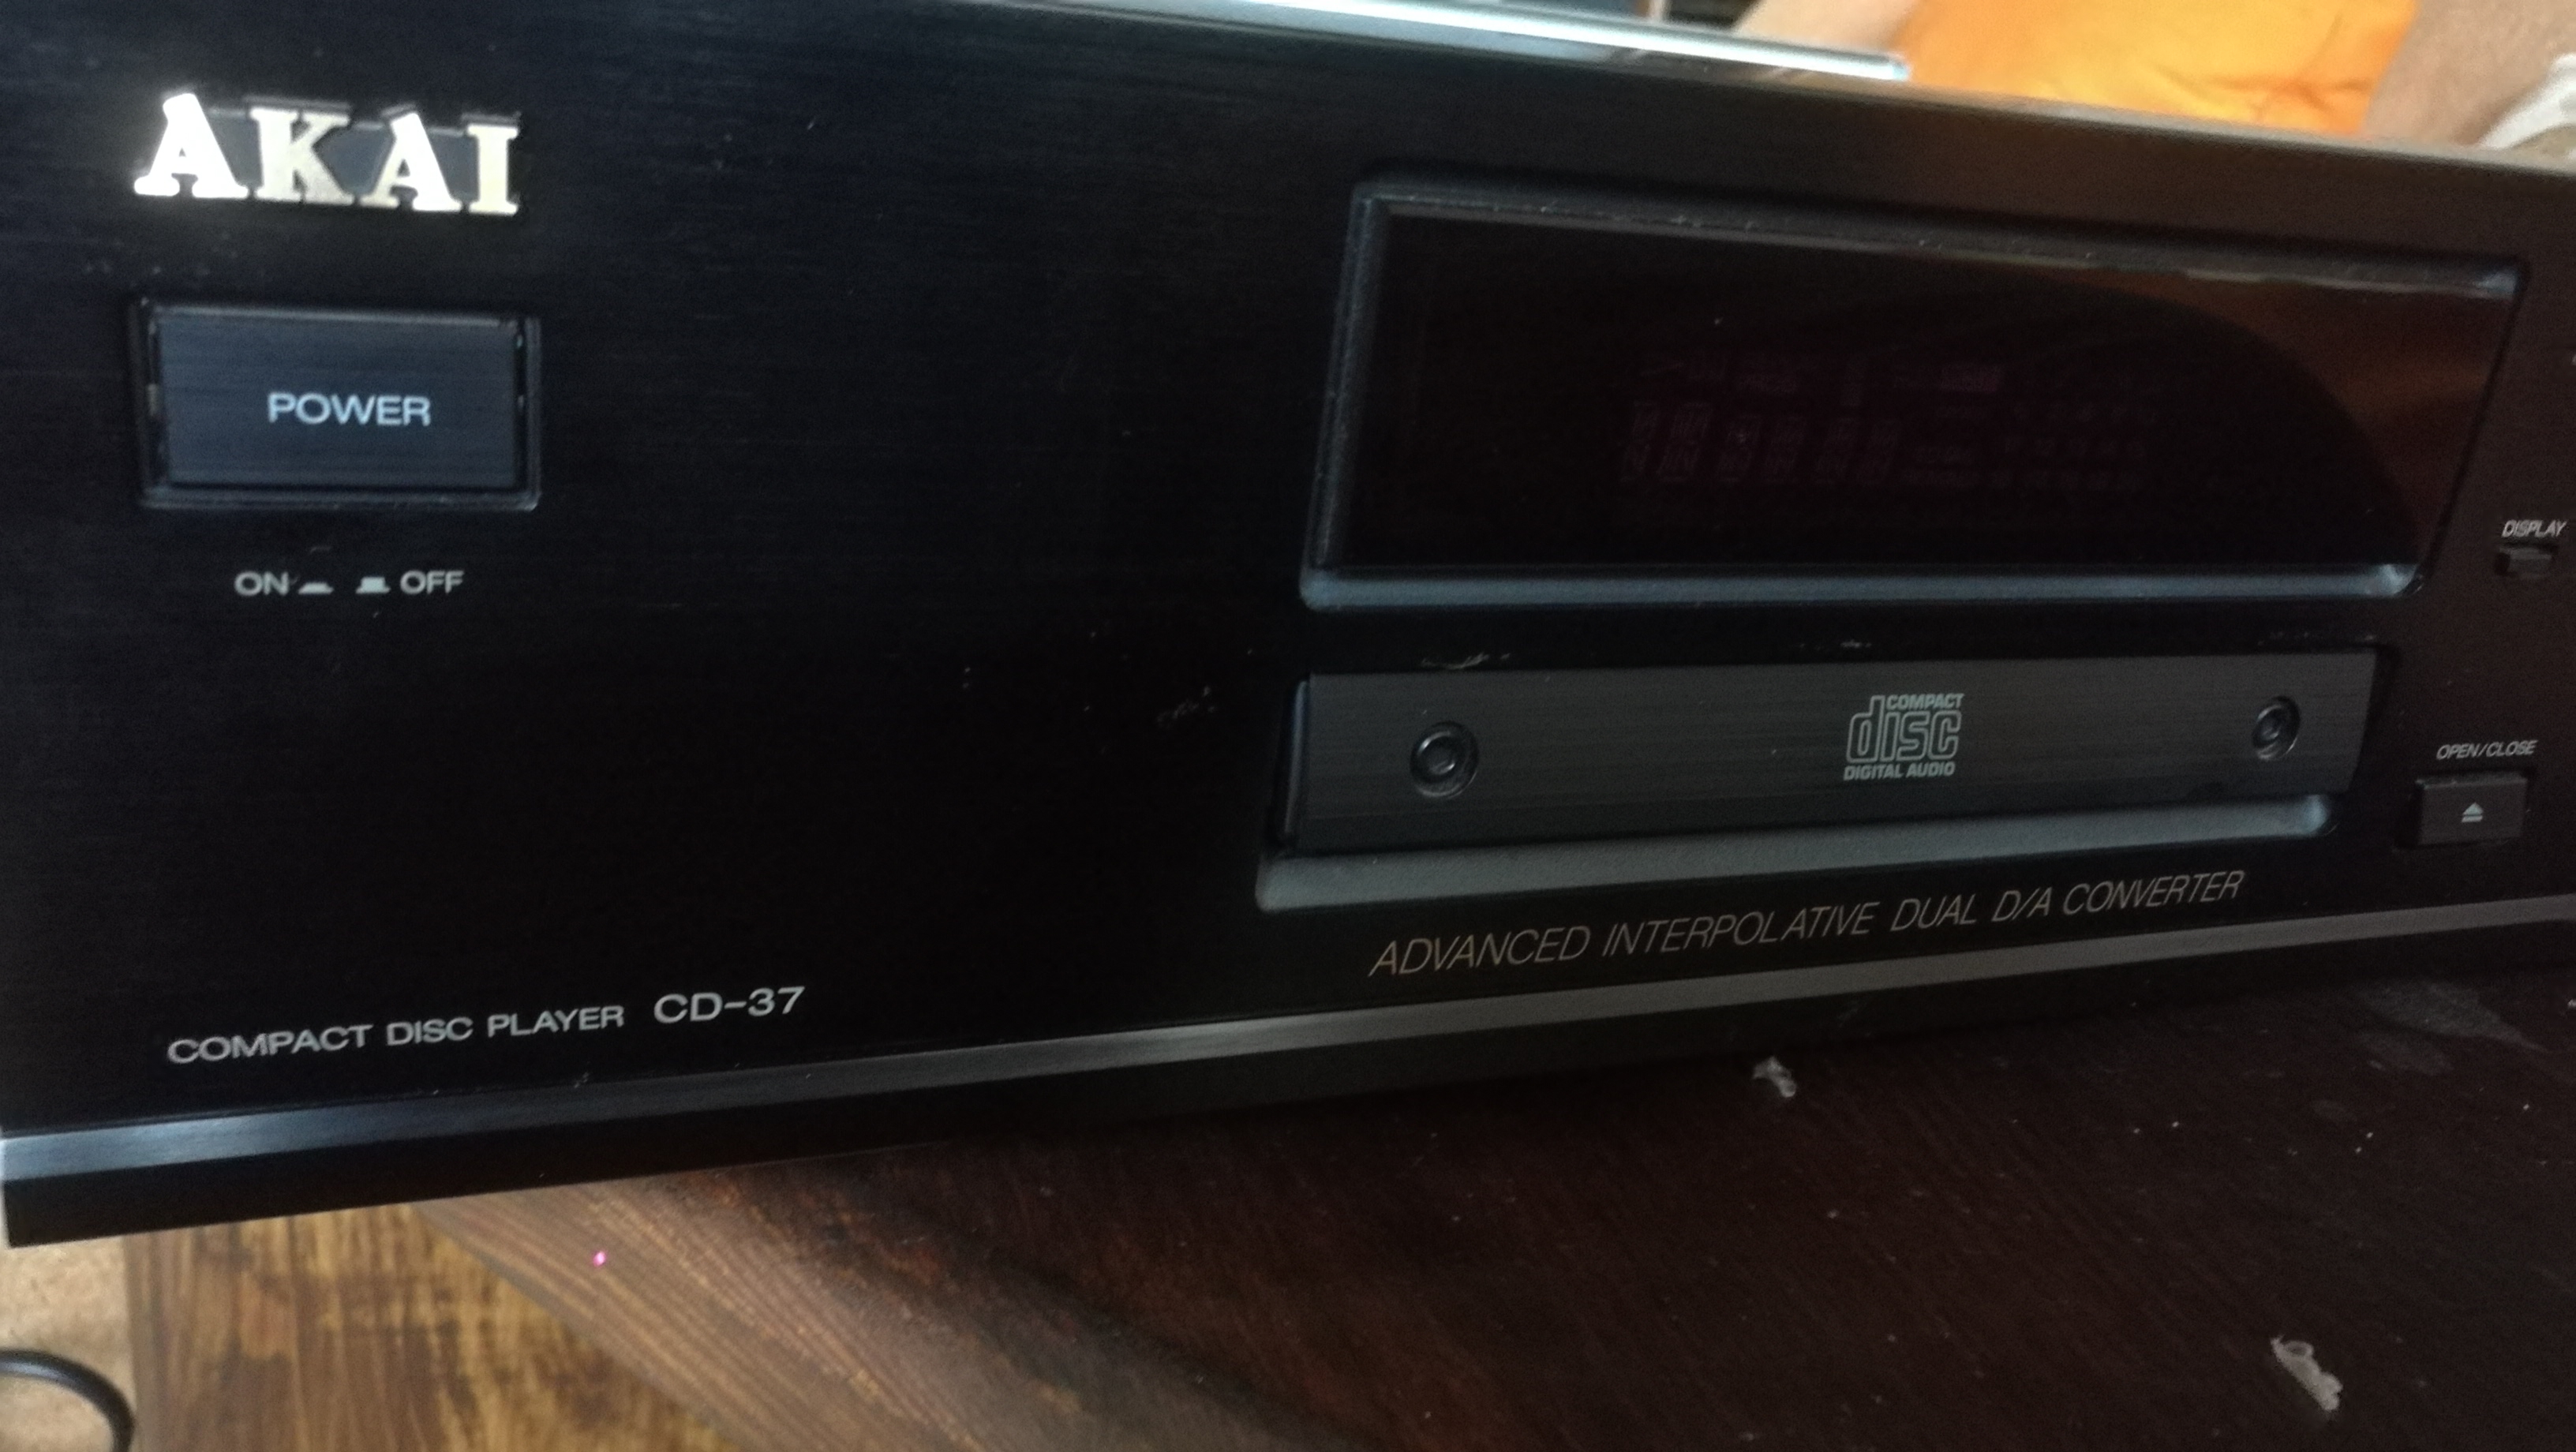 AKAI
POWER
ON OFF
DISPLAY
COMPACT
disc
DIGITAL AUDIO
OPEN/CLOSE
ADVANCED INTERPOLATIVE DUAL D/A CONVERTER
COMPACT DISC PLAYER CD-37